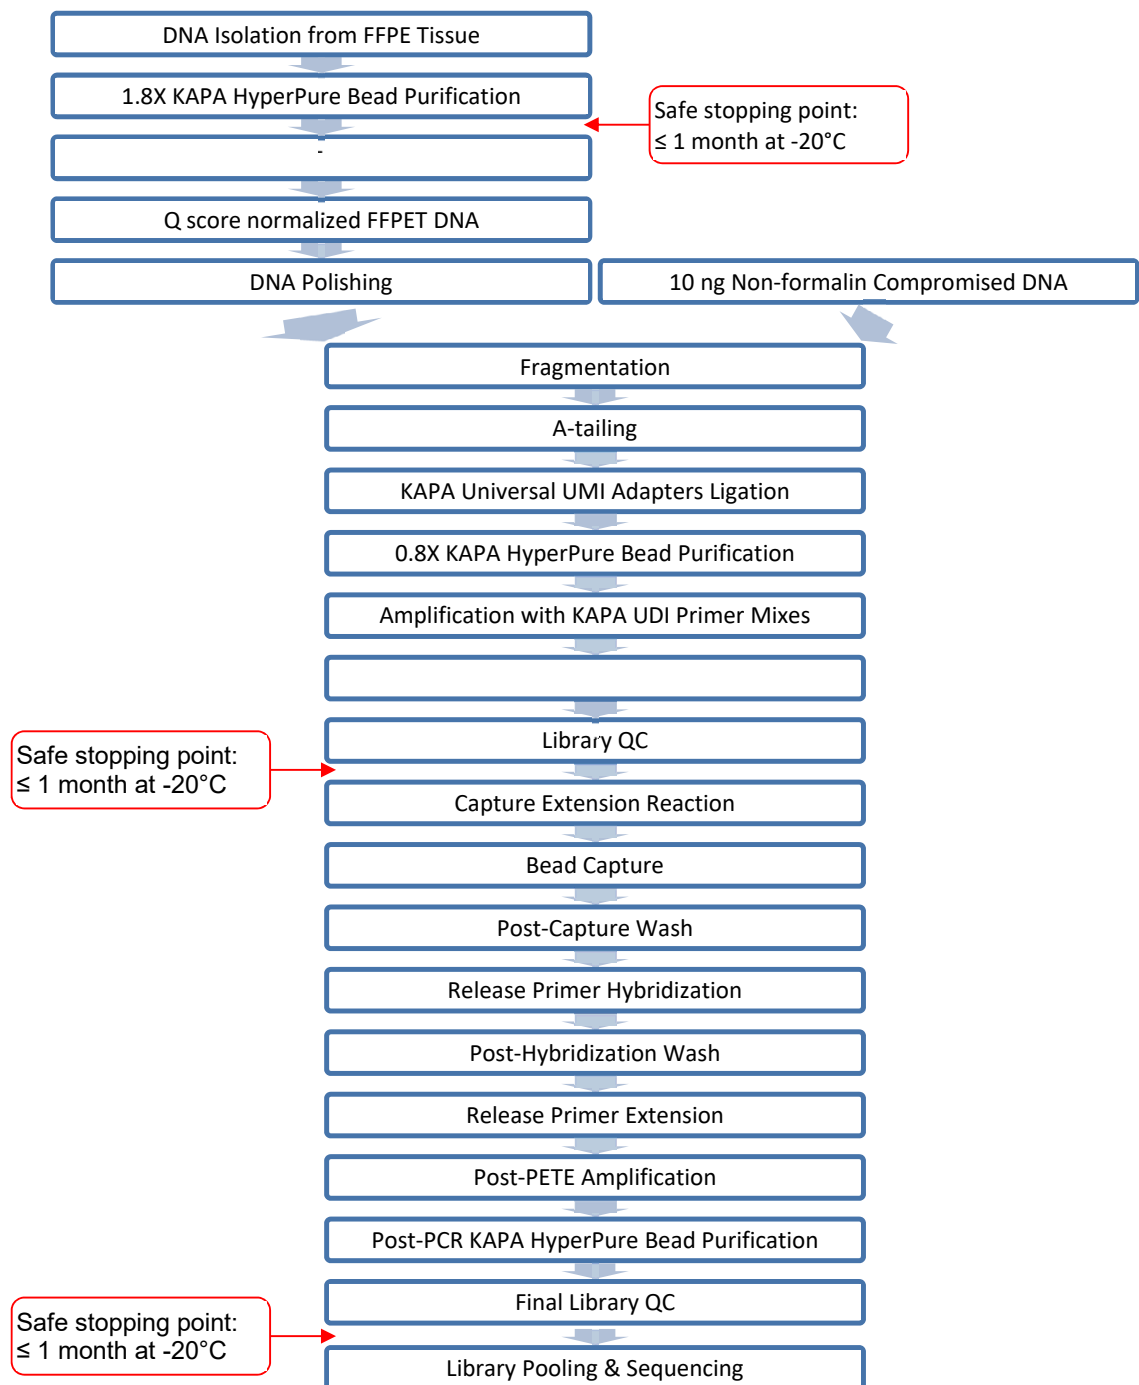 DNA Isolation from FFPE Tissue
1.8X KAPA HyperPure Bead Purification
Safe stopping point:
≤ 1 month at -20°C
-
Q score normalized FFPET DNA
DNA Polishing
10 ng Non-formalin Compromised DNA
Fragmentation
A-tailing
KAPA Universal UMI Adapters Ligation
0.8X KAPA HyperPure Bead Purification
Amplification with KAPA UDI Primer Mixes
Library QC
Safe stopping point:
≤ 1 month at -20°C
Capture Extension Reaction
Bead Capture
Post-Capture Wash
Release Primer Hybridization
Post-Hybridization Wash
Release Primer Extension
Post-PETE Amplification
Post-PCR KAPA HyperPure Bead Purification
Final Library QC
Safe stopping point:
≤ 1 month at -20°C
Library Pooling & Sequencing